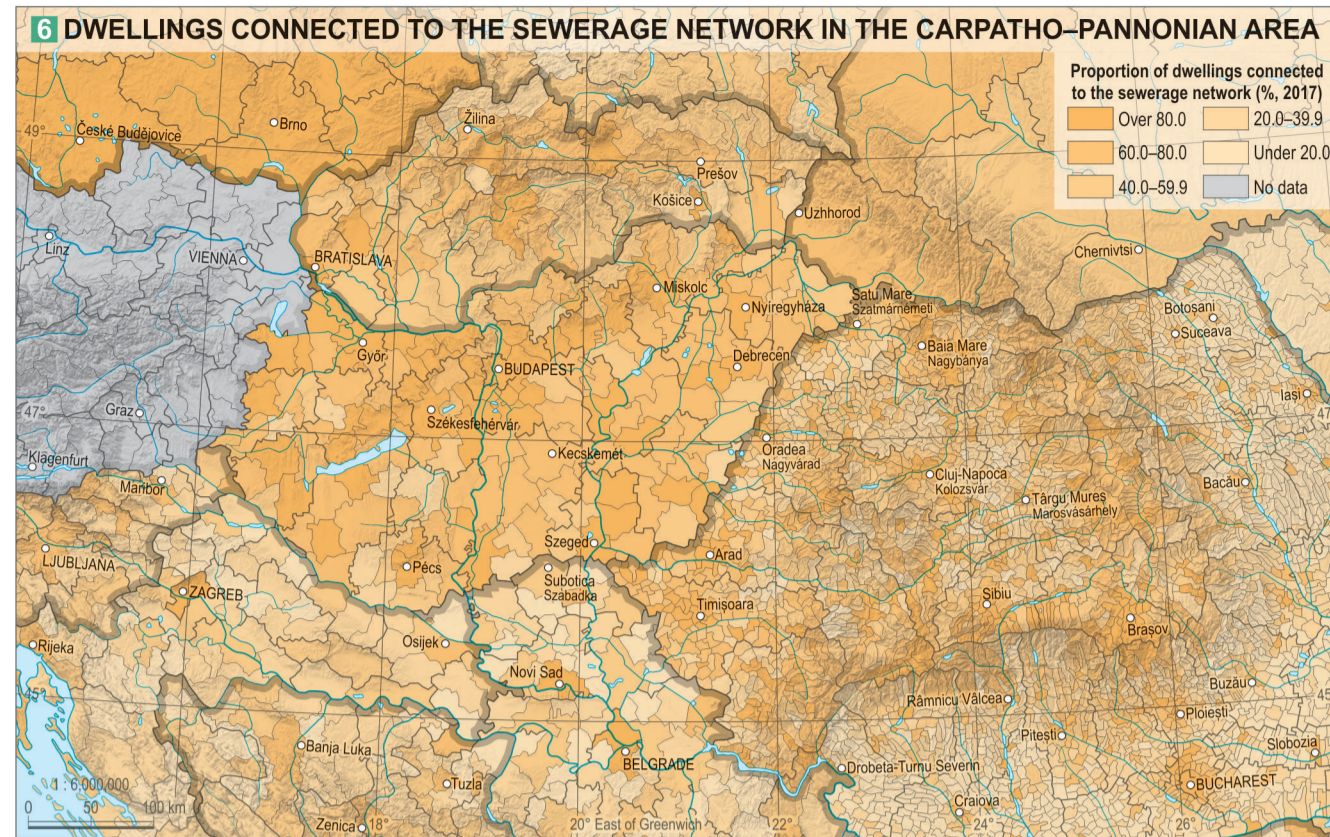 6 DWELLINGS CONNECTED TO THE SEWERAGE NETWORK IN THE CARPATHO–PANNONIAN AREA
Proportion of dwellings connected
to the sewerage network (%, 2017)
Over 80.0
20.0–39.9
60.0–80.0
Under 20.0
40.0–59.9
No data
49°
České Budějovice
Brno
Žilina
Prešov
Košice
Uzhhorod
Linz
VIENNA
BRATISLAVA
Chernivtsi
Miskolc
Nyíregyháza
Satu Mare
Szatmárnémeti
Botoșani
Suceava
Győr
BUDAPEST
Debrecen
Baia Mare
Nagybánya
Iași
47°
Graz
Székesfehérvár
47
Klagenfurt
Maribor
Kecskemét
Oradea
Nagyvárad
Cluj-Napoca
Kolozsvár
Târgu Mureș
Marosvásárhely
Bacău
LJUBLJANA
Szeged
Arad
Pécs
Subotica
Szabadka
ZAGREB
Timișoara
Sibiu
Brașov
Rijeka
Osijek
Novi Sad
45°
Râmnicu Vâlcea
Buzău
45
Ploiești
Banja Luka
Pitești
Slobozia
BELGRADE
Tuzla
Drobeta-Turnu Severin
BUCHAREST
1 : 6,000,000
0 50 100 km
Craiova
Zenica
18°
20° East of Greenwich
22°
24°
26°